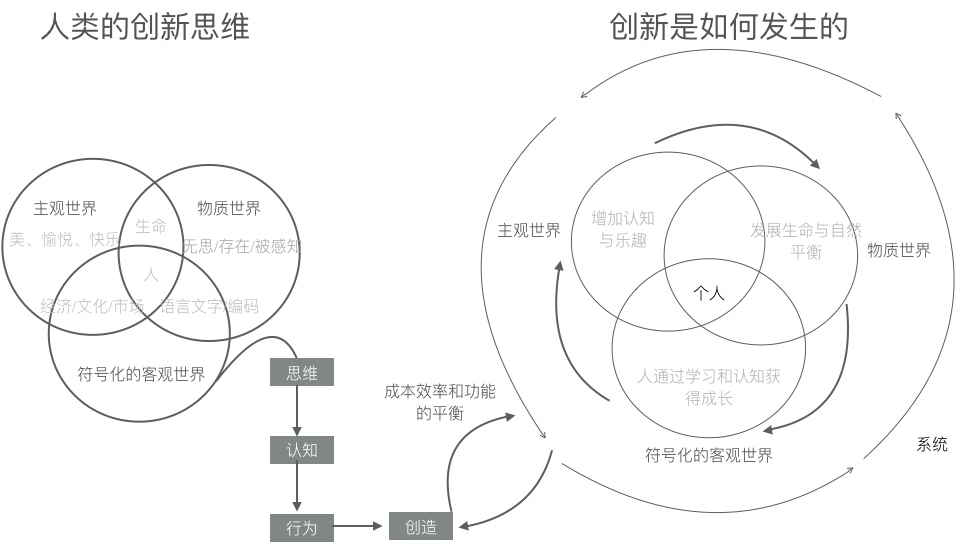 人类的创新思维
创新是如何发生的
主观世界
物质世界
生命
美、愉悦、快乐
无思/存在/被感知
人
经济/文化/市场
语言文字/编码
符号化的客观世界
思维
认知
行为
创造
成本效率和功能
的平衡
主观世界
增加认知
与乐趣
发展生命与自然
平衡
物质世界
个人
人通过学习和认知获
得成长
符号化的客观世界
系统